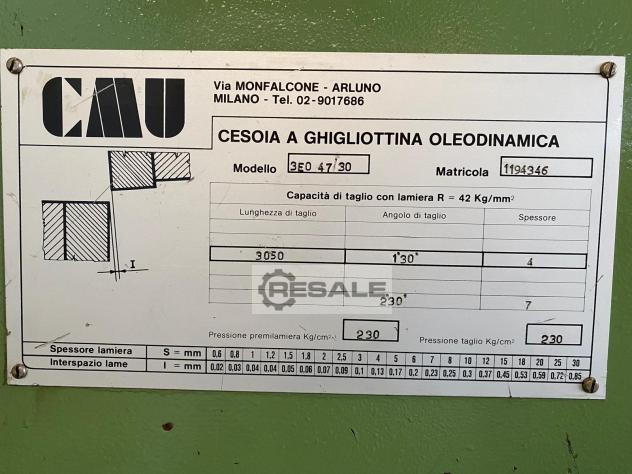 CMU
Via MONFALCONE - ARLUNO
MILANO - Tel. 02-9017686
CESOIA A GHIGLIOTTINA OLEODINAMICA
Modello 3EO 47/30 Matricola 1194346
Capacità di taglio con lamiera R = 42 Kg/mm²
Lunghezza di taglio Angolo di taglio Spessore
3050 1°30' 4
RESALE
2°30' 7
I
Pressione premilamiera Kg/cm² 230 Pressione taglio Kg/cm² 230
Spessore lamiera S = mm 0,6 0,8 1 1,2 1,5 1,8 2 2,5 3 4 5 6 7 8 10 12 15 18 20 25 30
Interspazio lame I = mm 0.02 0,03 0,04 0,04 0,05 0,06 0,07 0,09 0,1 0,13 0,17 0,2 0,23 0,25 0,3 0,37 0,45 0,53 0,59 0,72 0,85